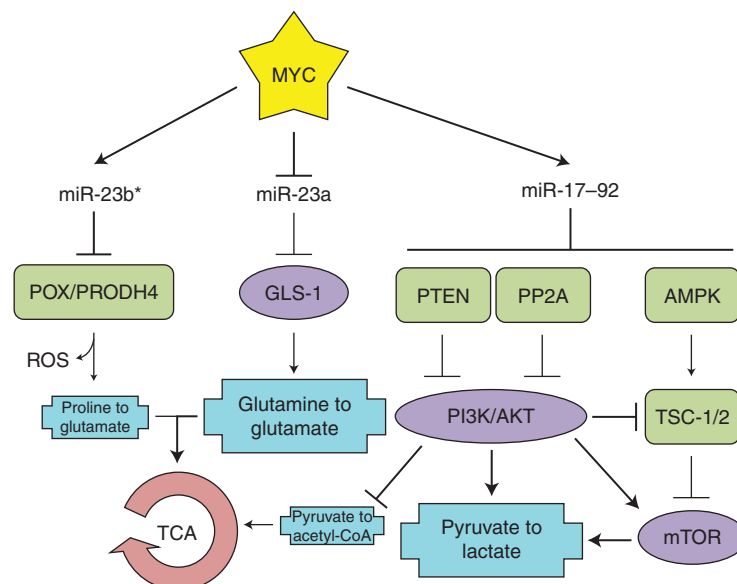 MYC
miR-23b*
miR-23a
miR-17–92
POX/PRODH4
GLS-1
PTEN
PP2A
AMPK
ROS
Proline to
glutamate
Glutamine to
glutamate
PI3K/AKT
TSC-1/2
TCA
Pyruvate to
acetyl-CoA
Pyruvate to
lactate
mTOR